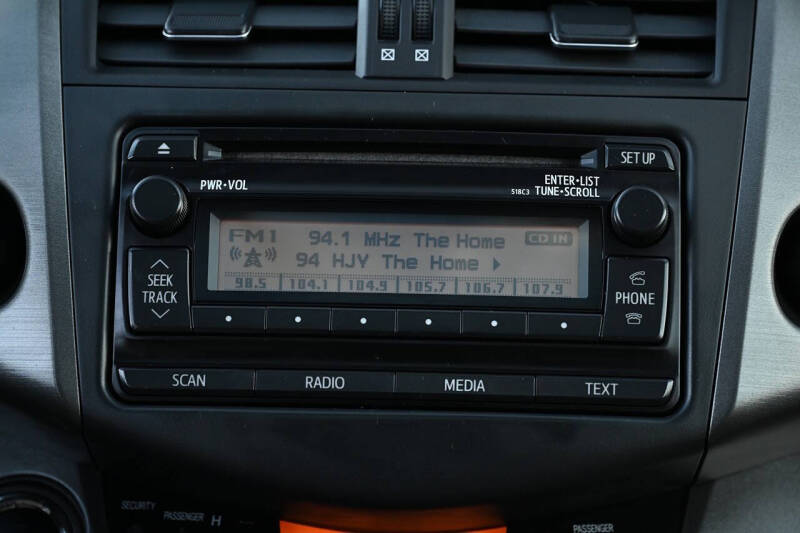 SET UP
PWR•VOL
ENTER•LIST
518C3 TUNE•SCROLL
FM1 94.1 MHz The Home CD IN
94 HJY The Home ▶
98.5 104.1 104.9 105.7 106.7 107.9
SEEK
TRACK
PHONE
SCAN RADIO MEDIA TEXT
SECURITY
PASSENGER
PASSENGER